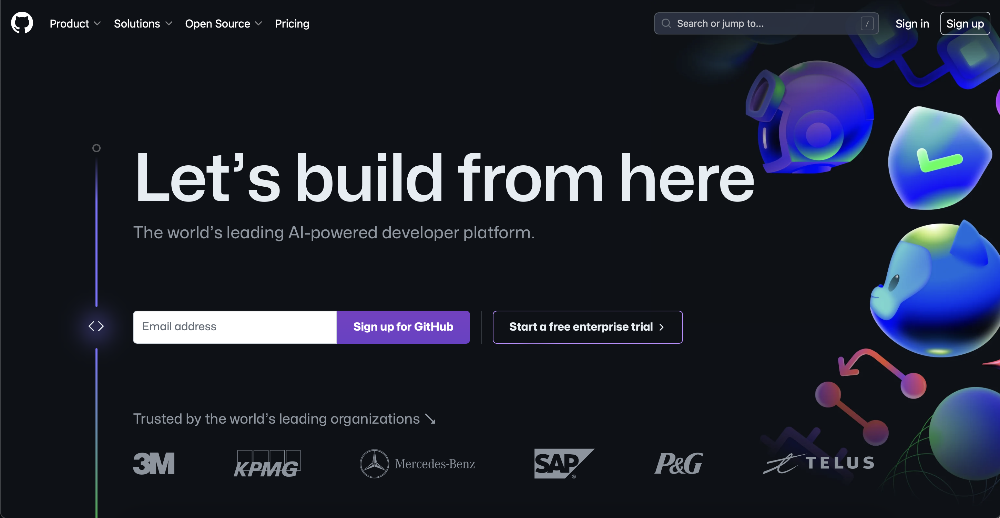 Product
Solutions
Open Source
Pricing
Search or jump to...
/
Sign in
Sign up
Let’s build from here
The world’s leading AI-powered developer platform.
Email address
Sign up for GitHub
Start a free enterprise trial
Trusted by the world’s leading organizations ↘
3M
KPMG
Mercedes-Benz
SAP®
P&G
TELUS